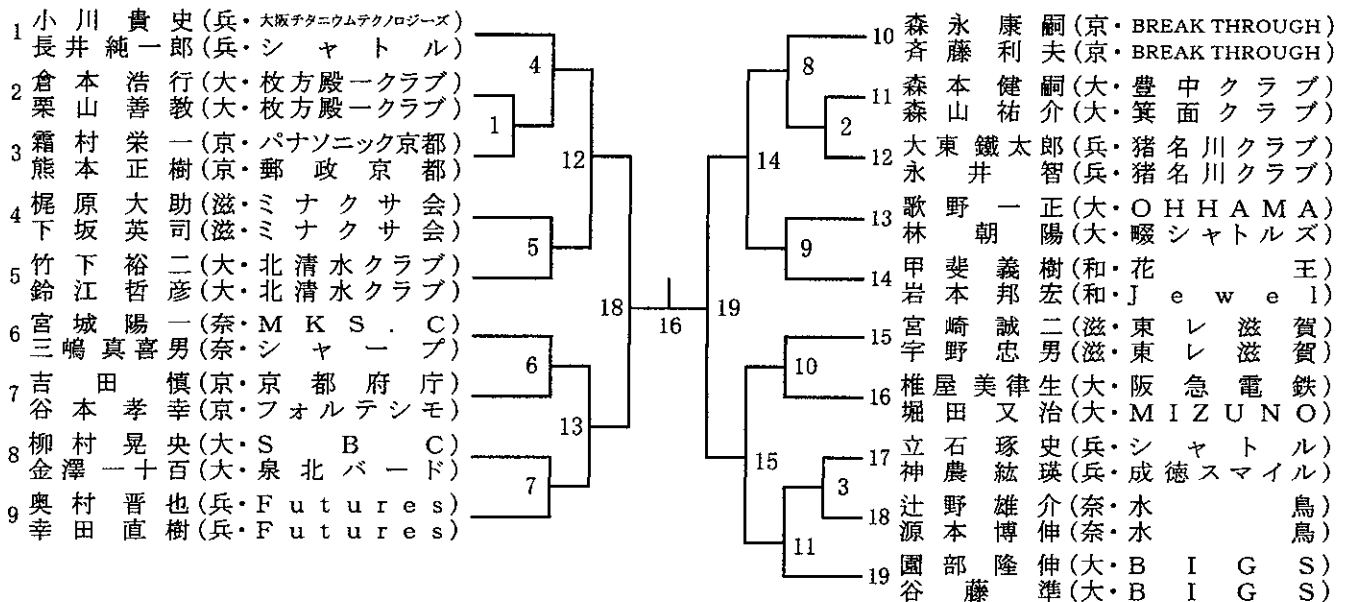 1 小川貴史(兵・大阪チタニウムテクノロジーズ)
長井純一郎(兵・シャトル)
2 倉本浩行(大・枚方殿一クラブ)
栗山善教(大・枚方殿一クラブ)
3 霜村栄一(京・パナソニック京都)
熊本正樹(京・郵政京都)
4 梶原大助(滋・ミナクサ会)
下坂英司(滋・ミナクサ会)
5 竹下裕二(大・北清水クラブ)
鈴江哲彦(大・北清水クラブ)
6 宮城陽一(奈・MKS.C)
三嶋真喜男(奈・シャープ)
7 吉田慎(京・京都府庁)
谷本孝幸(京・フォルテシモ)
8 柳村晃央(大・SBC)
金澤一十百(大・泉北バード)
9 奥村晋也(兵・Futures)
幸田直樹(兵・Futures)
4
1
12
5
18
6
13
7
16
19
8
2
14
9
10
15
3
11
10 森永康嗣(京・BREAK THROUGH)
斉藤利夫(京・BREAK THROUGH)
11 森本健嗣(大・豊中クラブ)
森山祐介(大・箕面クラブ)
12 大東鐵太郎(兵・猪名川クラブ)
永井智(兵・猪名川クラブ)
13 歌野一正(大・OHHAMA)
林朝陽(大・畷シャトルズ)
14 甲斐義樹(和・花王)
岩本邦宏(和・Jewel)
15 宮崎誠二(滋・東レ滋賀)
宇野忠男(滋・東レ滋賀)
16 椎屋美律生(大・阪急電鉄)
堀田又治(大・MIZUNO)
17 立石琢史(兵・シャトル)
神農紘瑛(兵・成徳スマイル)
18 辻野雄介(奈・水鳥)
源本博伸(奈・水鳥)
19 園部隆伸(大・BIGS)
谷藤準(大・BIGS)